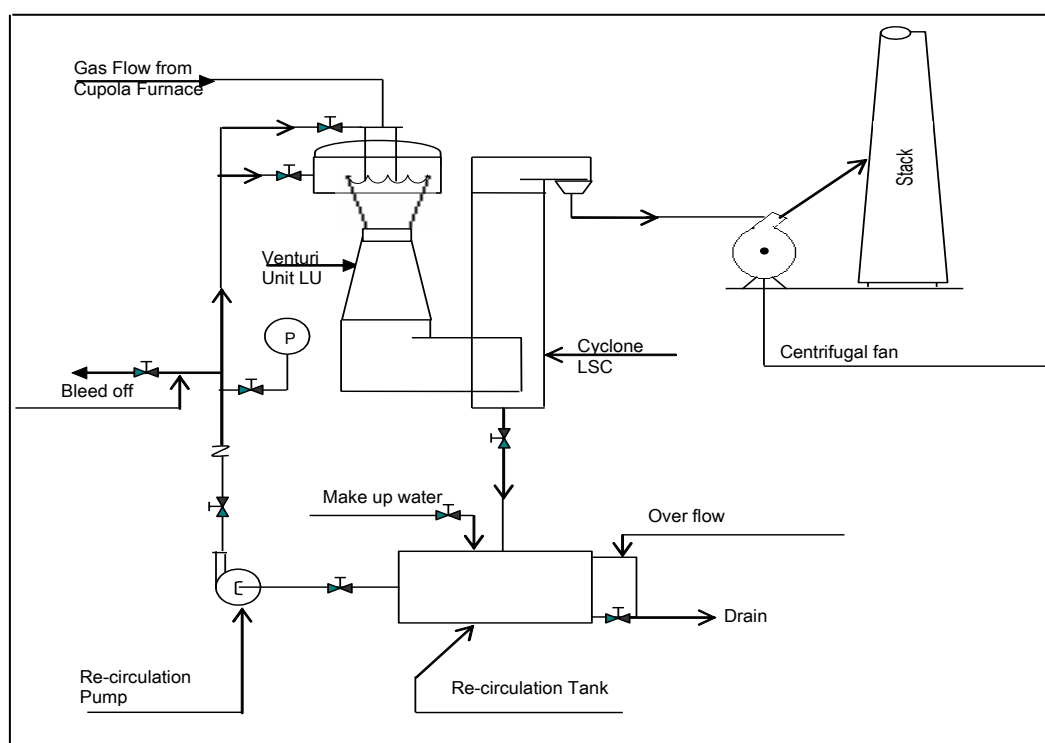 Gas Flow from
Cupola Furnace
Stack
Venturi
Unit LU
P
Cyclone
LSC
Centrifugal fan
Bleed off
Make up water
Over flow
Drain
Re-circulation
Pump
Re-circulation Tank